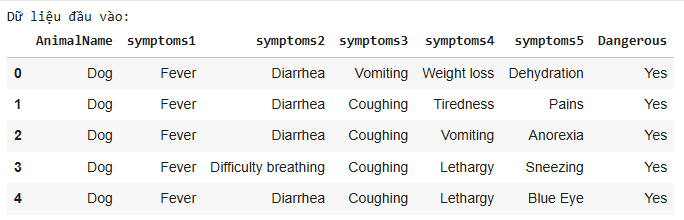 Dữ liệu đầu vào:
AnimalName symptoms1 symptoms2 symptoms3 symptoms4 symptoms5 Dangerous
0 Dog Fever Diarrhea Vomiting Weight loss Dehydration Yes
1 Dog Fever Diarrhea Coughing Tiredness Pains Yes
2 Dog Fever Diarrhea Coughing Vomiting Anorexia Yes
3 Dog Fever Difficulty breathing Coughing Lethargy Sneezing Yes
4 Dog Fever Diarrhea Coughing Lethargy Blue Eye Yes